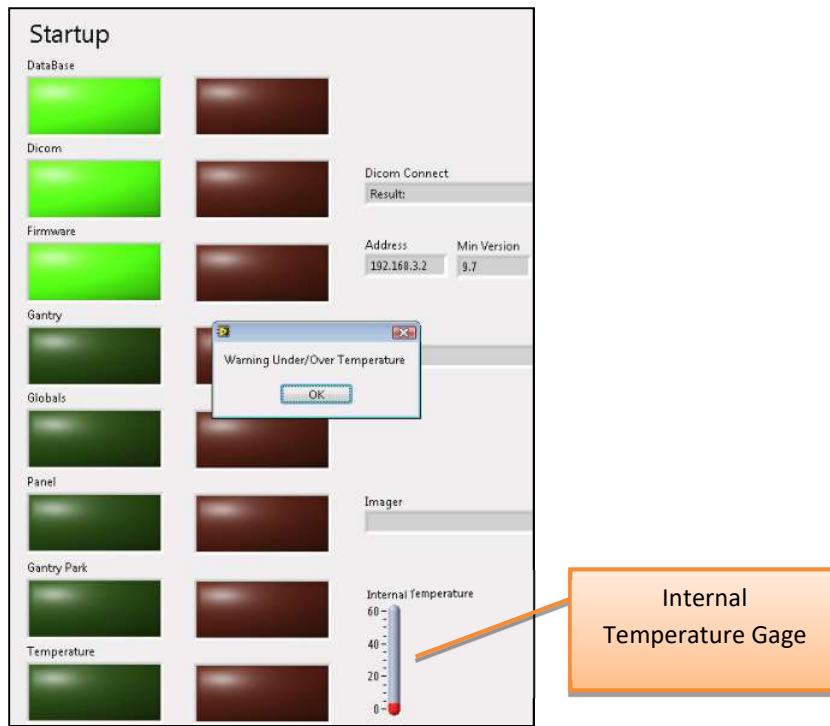 Startup
DataBase
Dicom
Dicom Connect
Result:
Firmware
Address Min Version
192.168.3.2 9.7
Gantry
Warning Under/Over Temperature
OK
Globals
Panel
Imager
Gantry Park
Internal Temperature
60
40
20
0
Temperature
Internal
Temperature Gage